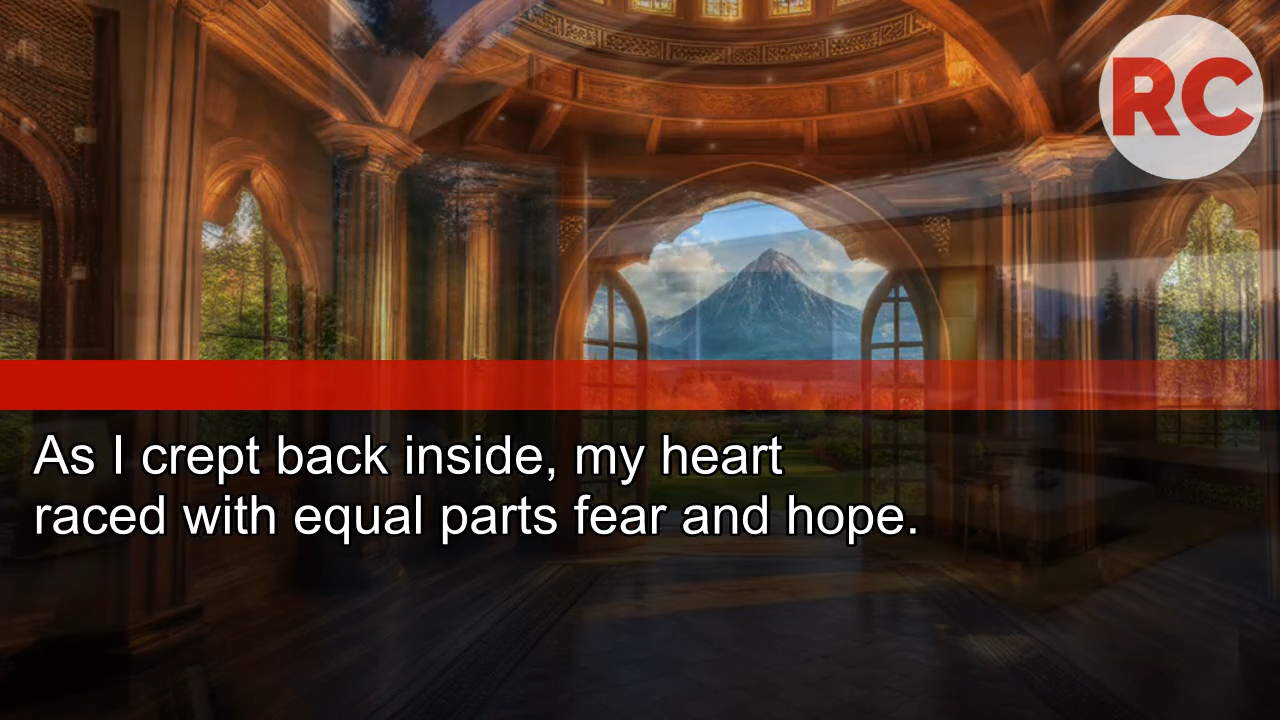 RC
As I crept back inside, my heart
raced with equal parts fear and hope.